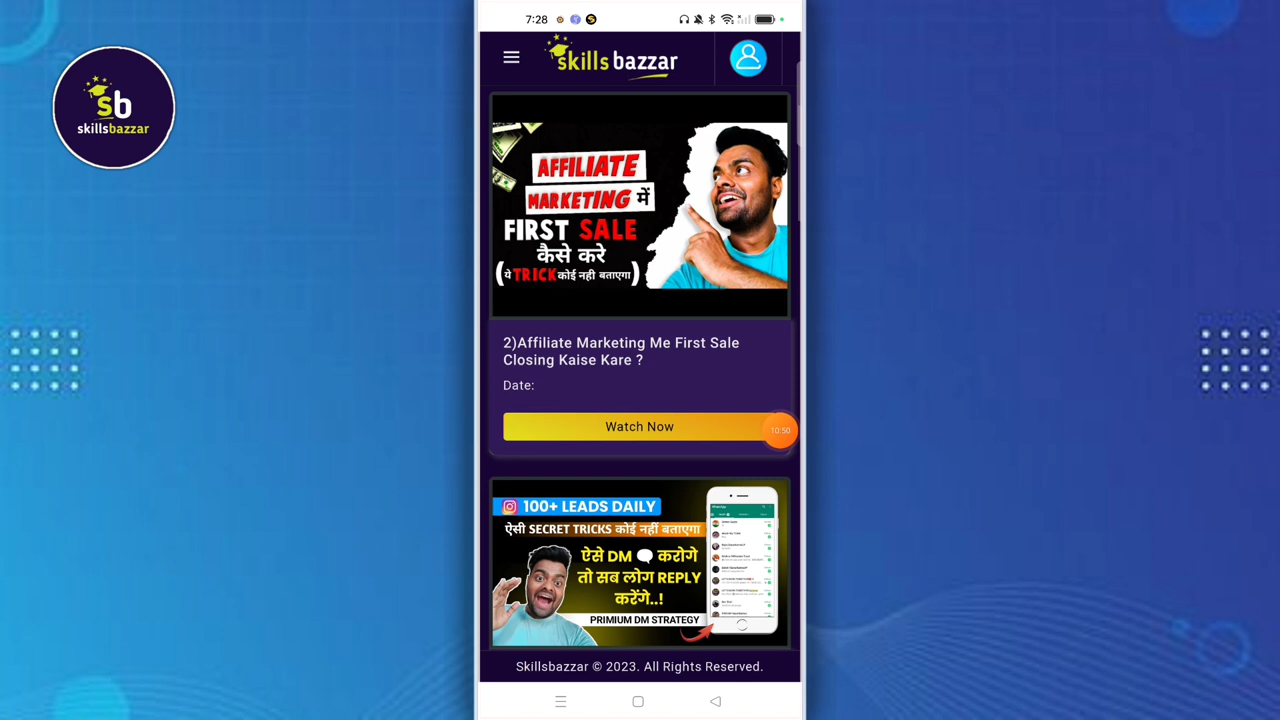 7:28
sb
skillsbazzar
skills bazzar
AFFILIATE
MARKETING में
FIRST SALE
कैसे करे
(ये TRICK कोई नही बताएगा)
2)Affiliate Marketing Me First Sale
Closing Kaise Kare ?
Date:
Watch Now
10:50
100+ LEADS DAILY
ऐसी SECRET TRICKS कोई नहीं बताएगा
ऐसे DM करोगे
तो सब लोग REPLY
करेंगे..!
PRIMIUM DM STRATEGY
Skillsbazzar © 2023. All Rights Reserved.